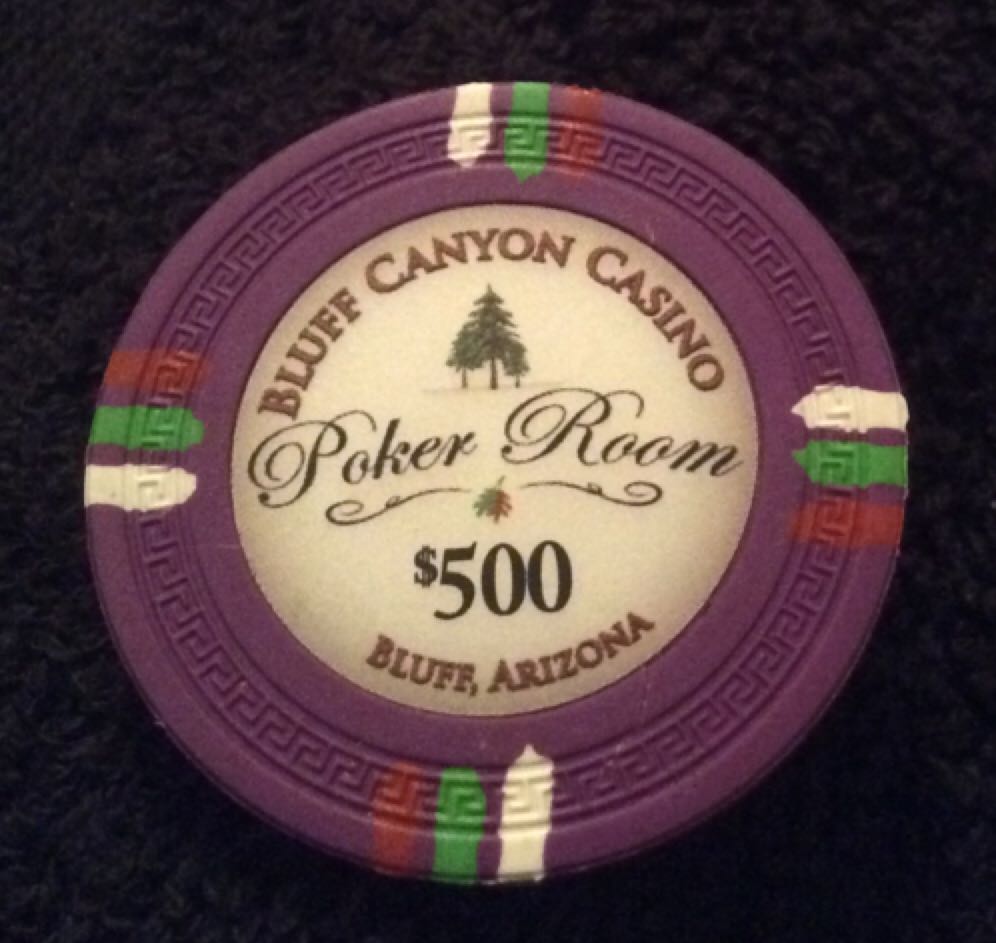 BLUFF CANYON CASINO
Poker Room
$500
BLUFF, ARIZONA